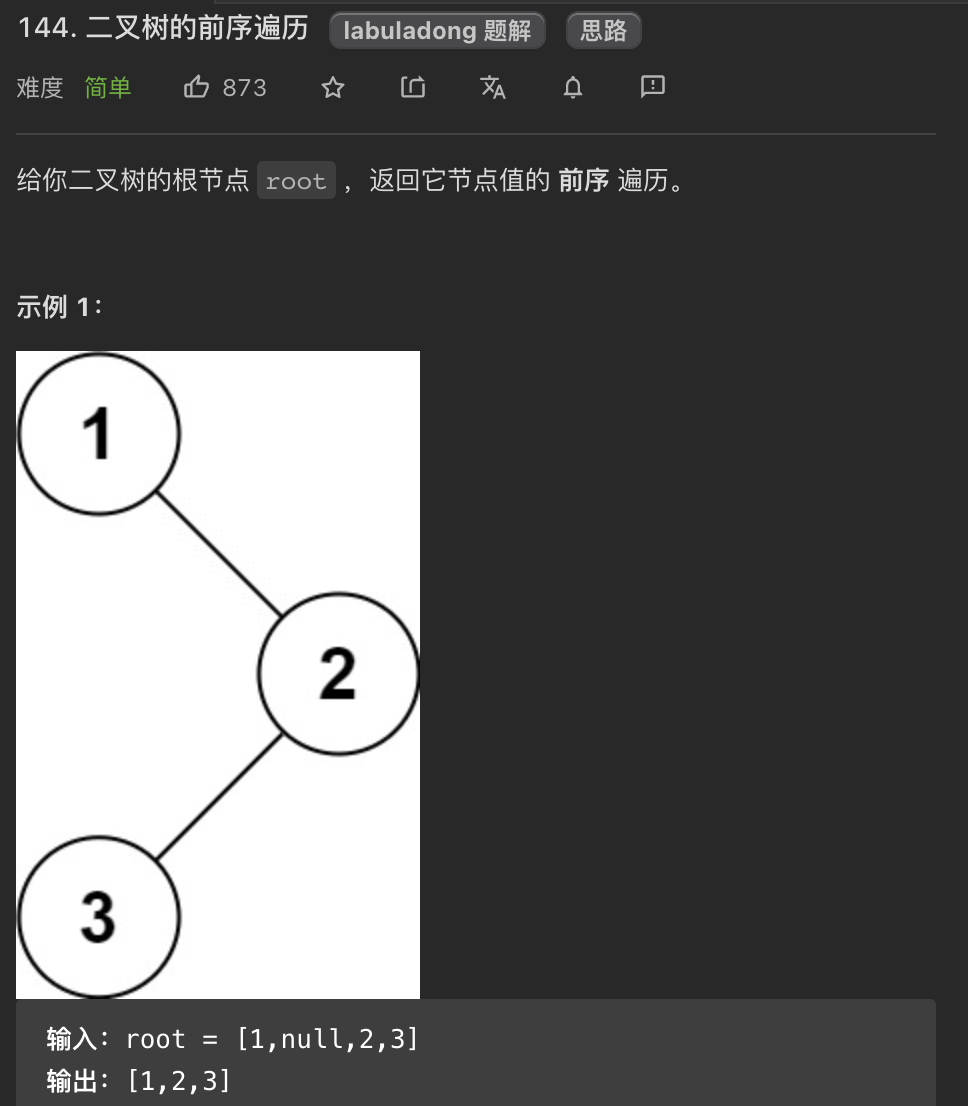 144. 二叉树的前序遍历 labuladong 题解 思路
难度 简单 873
给你二叉树的根节点 root ，返回它节点值的 前序 遍历。
示例 1：
1
2
3
输入：root = [1,null,2,3]
输出：[1,2,3]